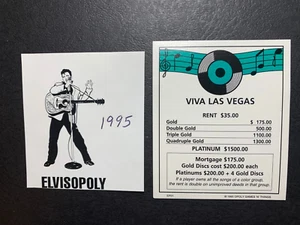 1995
ELVISOPOLY
VIVA LAS VEGAS
RENT $35.00
Gold $ 175.00
Double Gold 500.00
Triple Gold 1100.00
Quadruple Gold 1300.00
PLATINUM $1500.00
Mortgage $175.00
Gold Discs cost $200.00 each
Platinums $200.00 + 4 Gold Discs
If a player owns all the songs of a color group,
the rent is double on unimproved deeds in that group.